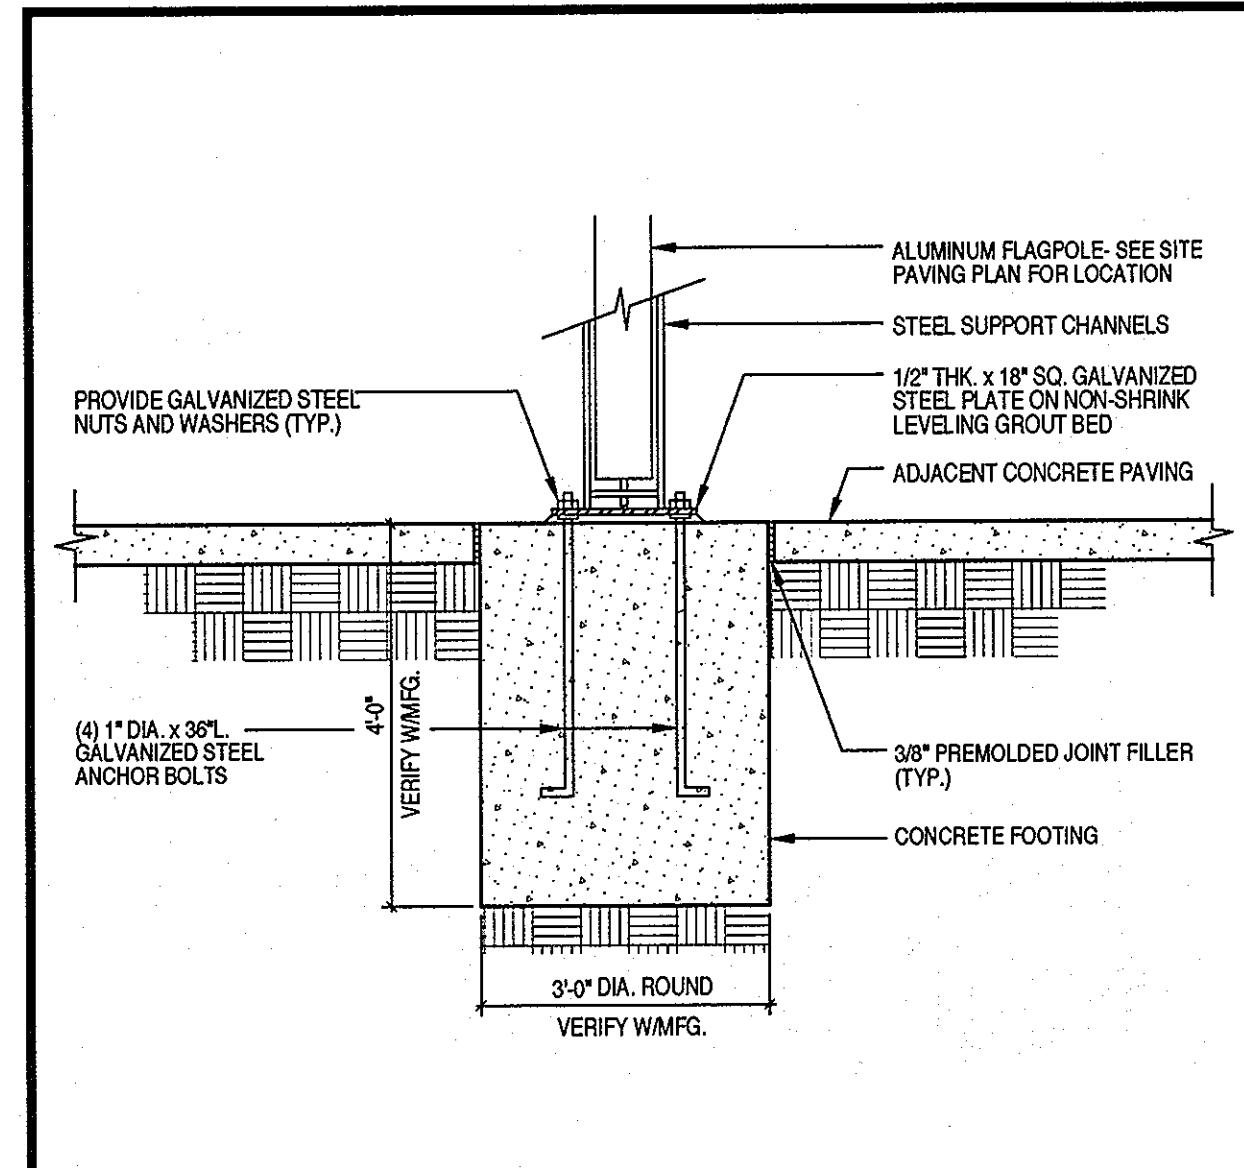 ALUMINUM FLAGPOLE- SEE SITE
PAVING PLAN FOR LOCATION
STEEL SUPPORT CHANNELS
1/2" THK. x 18" SQ. GALVANIZED
STEEL PLATE ON NON-SHRINK
LEVELING GROUT BED
ADJACENT CONCRETE PAVING
PROVIDE GALVANIZED STEEL
NUTS AND WASHERS (TYP.)
(4) 1" DIA. x 36"L.
GALVANIZED STEEL
ANCHOR BOLTS
4'-0"
VERIFY W/MFG.
3/8" PREMOLDED JOINT FILLER
(TYP.)
CONCRETE FOOTING
3'-0" DIA. ROUND
VERIFY W/MFG.